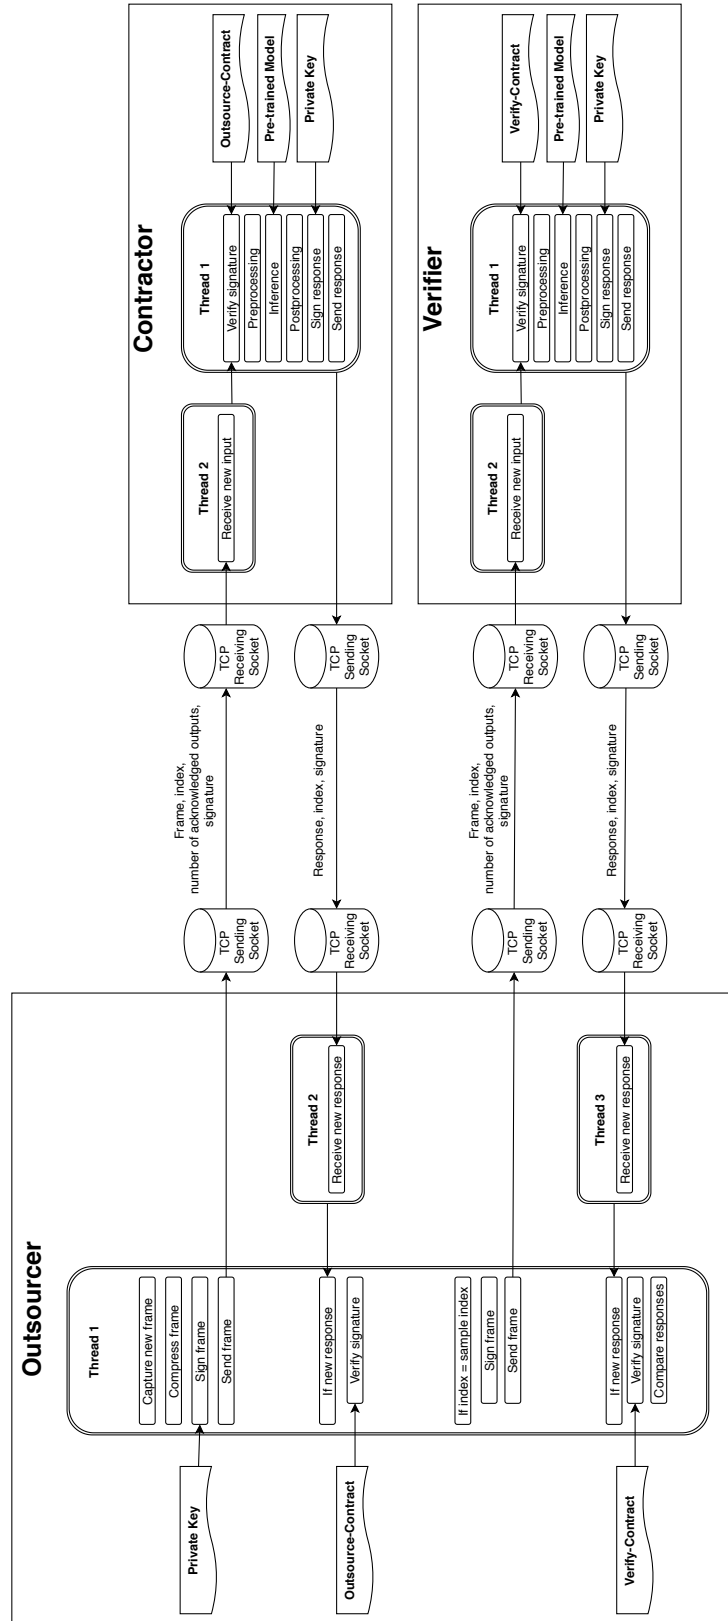 Outsourcer
Thread 1
Capture new frame
Compress frame
Sign frame
Send frame
If new response
Verify signature
If index = sample index
Sign frame
Send frame
If new response
Verify signature
Compare responses
Private Key
Outsource-Contract
Verify-Contract
Thread 2
Receive new response
Thread 3
Receive new response
TCP
Sending
Socket
TCP
Receiving
Socket
TCP
Sending
Socket
TCP
Receiving
Socket
Frame, index,
number of acknowledged outputs,
signature
Response, index, signature
Frame, index,
number of acknowledged outputs,
signature
Response, index, signature
TCP
Receiving
Socket
TCP
Sending
Socket
TCP
Receiving
Socket
TCP
Sending
Socket
Contractor
Thread 2
Receive new input
Thread 1
Verify signature
Preprocessing
Inference
Postprocessing
Sign response
Send response
Outsource-Contract
Pre-trained Model
Private Key
Verifier
Thread 2
Receive new input
Thread 1
Verify signature
Preprocessing
Inference
Postprocessing
Sign response
Send response
Verify-Contract
Pre-trained Model
Private Key